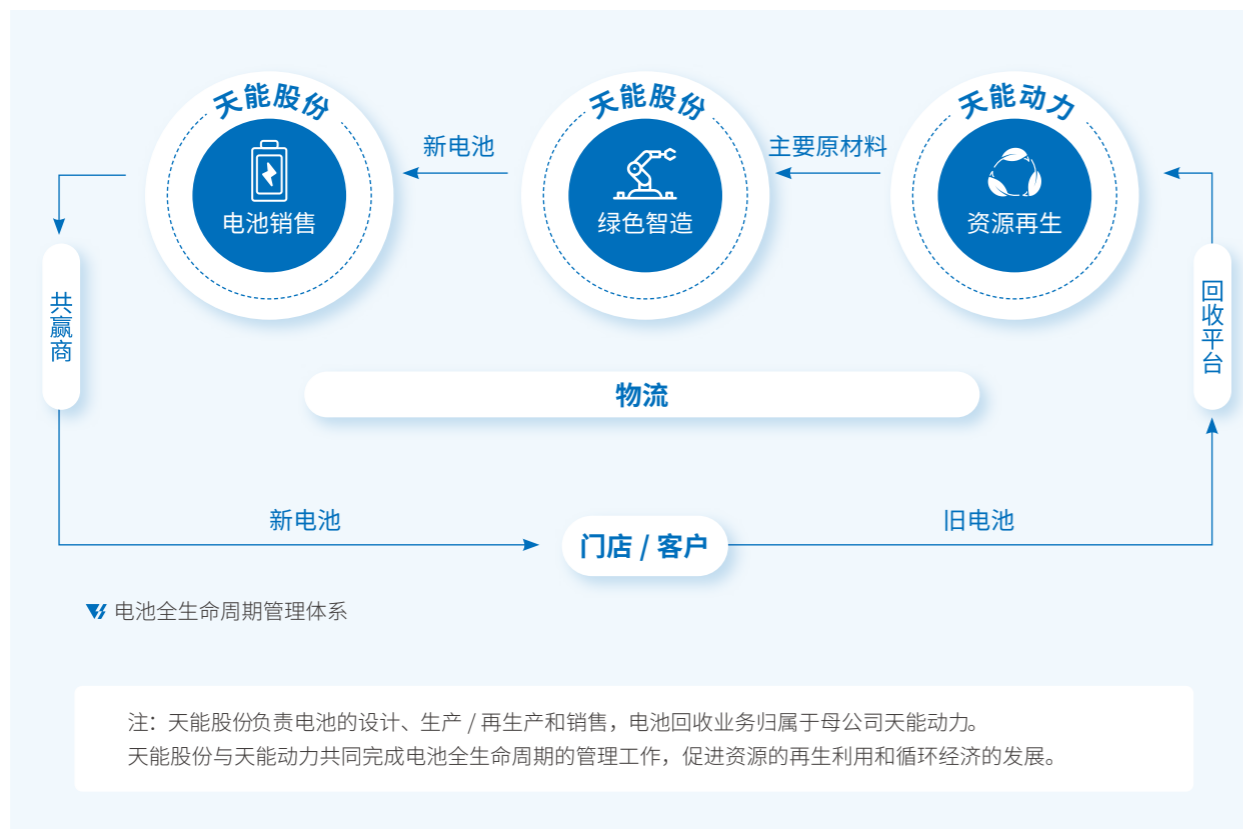 天能股份
电池销售
新电池
天能股份
绿色智造
主要原材料
天能动力
资源再生
共赢商
回收平台
物流
新电池
门店 / 客户
旧电池
电池全生命周期管理体系
注：天能股份负责电池的设计、生产 / 再生产和销售，电池回收业务归属于母公司天能动力。
天能股份与天能动力共同完成电池全生命周期的管理工作，促进资源的再生利用和循环经济的发展。